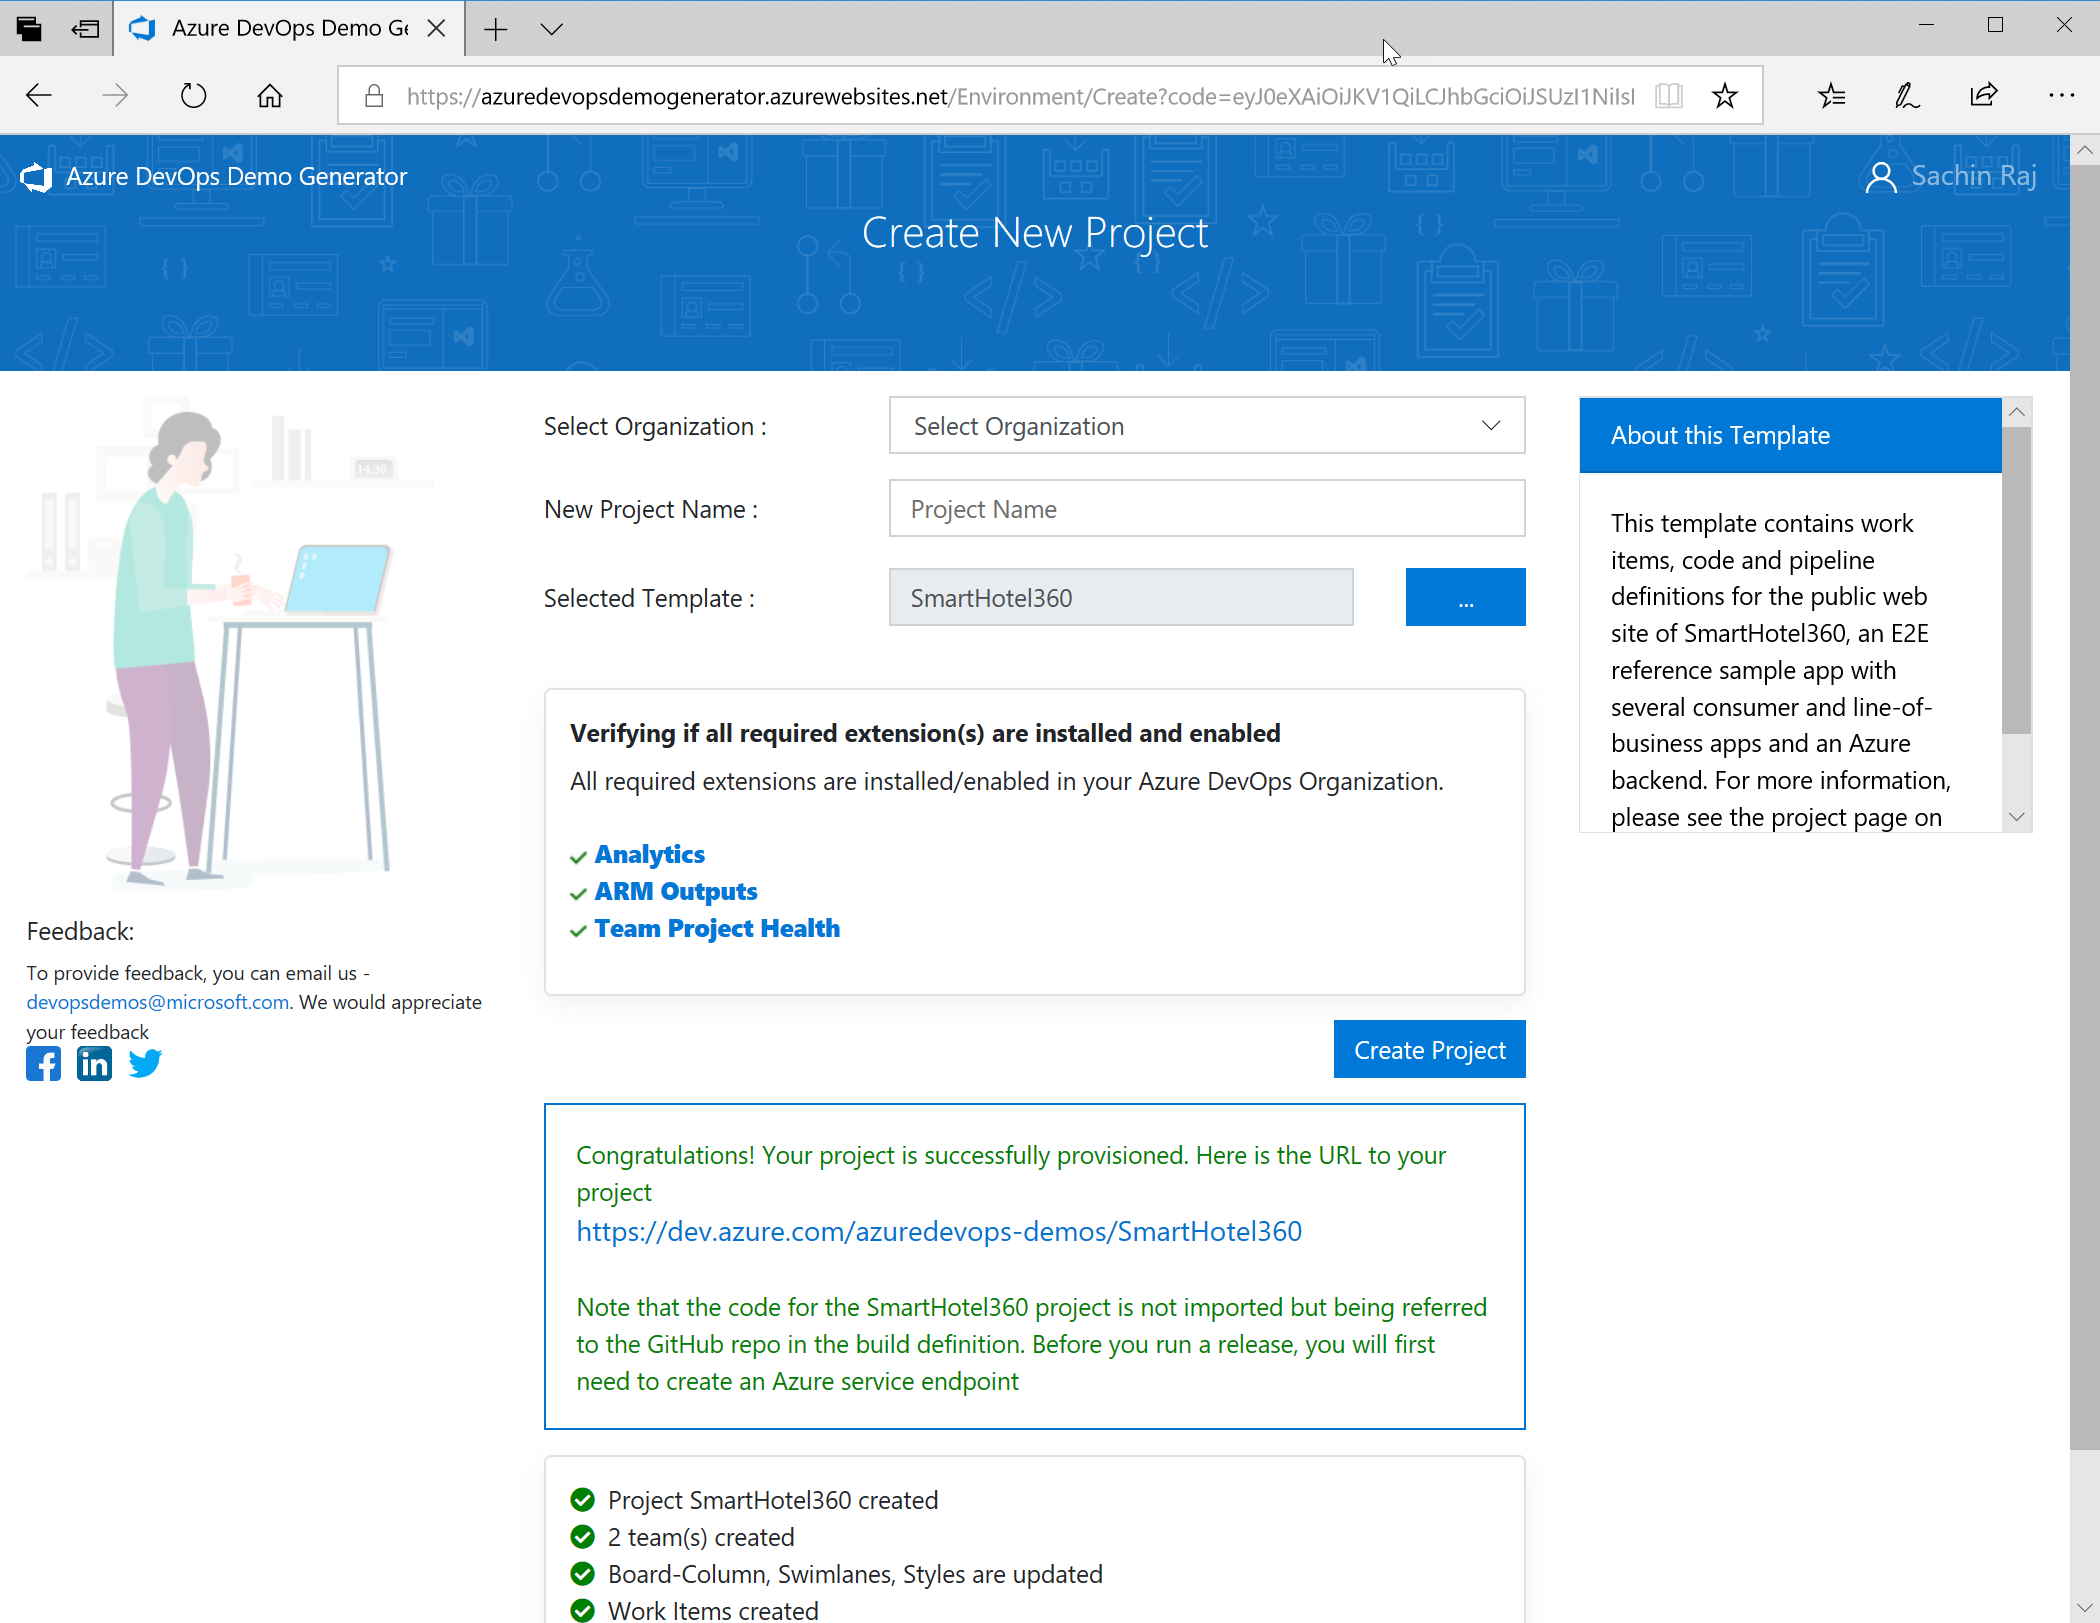 Azure DevOps Demo Ge
https://azuredevopsdemogenerator.azurewebsites.net/Environment/Create?code=eyJ0eXAiOiJKV1QiLCJhbGciOiJSUzI1NiIsI
Azure DevOps Demo Generator
Sachin Raj
Create New Project
Select Organization :
Select Organization
New Project Name :
Project Name
Selected Template :
SmartHotel360
...
About this Template
This template contains work
items, code and pipeline
definitions for the public web
site of SmartHotel360, an E2E
reference sample app with
several consumer and line-of-
business apps and an Azure
backend. For more information,
please see the project page on
14.30
Verifying if all required extension(s) are installed and enabled
All required extensions are installed/enabled in your Azure DevOps Organization.
Analytics
ARM Outputs
Team Project Health
Feedback:
To provide feedback, you can email us -
devopsdemos@microsoft.com. We would appreciate
your feedback
Create Project
Congratulations! Your project is successfully provisioned. Here is the URL to your
project
https://dev.azure.com/azuredevops-demos/SmartHotel360
Note that the code for the SmartHotel360 project is not imported but being referred
to the GitHub repo in the build definition. Before you run a release, you will first
need to create an Azure service endpoint
Project SmartHotel360 created
2 team(s) created
Board-Column, Swimlanes, Styles are updated
Work Items created